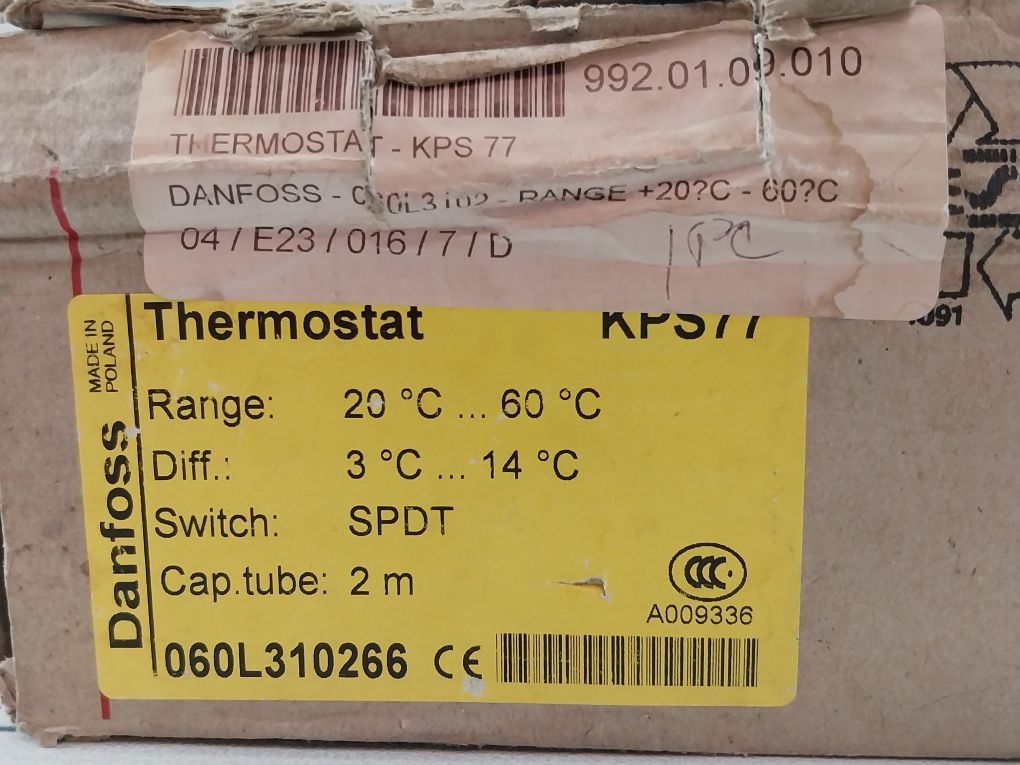 992.01.09.010
THERMOSTAT - KPS 77
DANFOSS - 060L3102 - RANGE +20?C - 60?C
04 / E23 / 016 / 7 / D
1PC
MADE IN
POLAND
Danfoss
Thermostat KPS77
Range: 20 °C ... 60 °C
Diff.: 3 °C ... 14 °C
Switch: SPDT
Cap.tube: 2 m
CCC
A009336
060L310266 CE